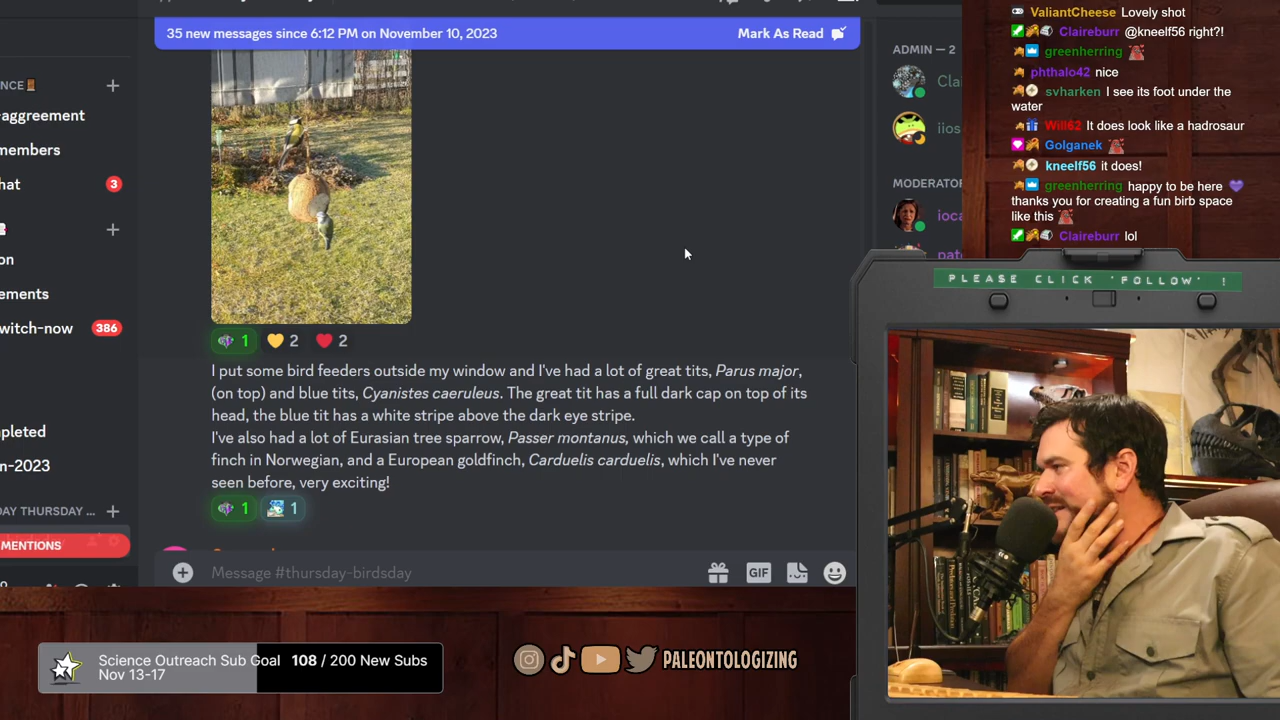 35 new messages since 6:12 PM on November 10, 2023
Mark As Read
NCE
aggreement
members
hat
3
on
ements
witch-now
386
pleted
n-2023
DAY THURSDAY ...
MENTIONS
1
2
2
I put some bird feeders outside my window and I've had a lot of great tits, Parus major,
(on top) and blue tits, Cyanistes caeruleus. The great tit has a full dark cap on top of its
head, the blue tit has a white stripe above the dark eye stripe.
I've also had a lot of Eurasian tree sparrow, Passer montanus, which we call a type of
finch in Norwegian, and a European goldfinch, Carduelis carduelis, which I've never
seen before, very exciting!
1
1
Message #thursday-birdsday
GIF
ADMIN — 2
Cla
iios
MODERATOR
ioca
pate
ValiantCheese Lovely shot
Claireburr @kneelf56 right?!
greenherring
phthalo42 nice
svharken I see its foot under the
water
Will62 It does look like a hadrosaur
Golganek
kneelf56 it does!
greenherring happy to be here
thanks you for creating a fun birb space
like this
Claireburr lol
PLEASE CLICK 'FOLLOW' !
Science Outreach Sub Goal 108 / 200 New Subs
Nov 13-17
PALEONTOLOGIZING